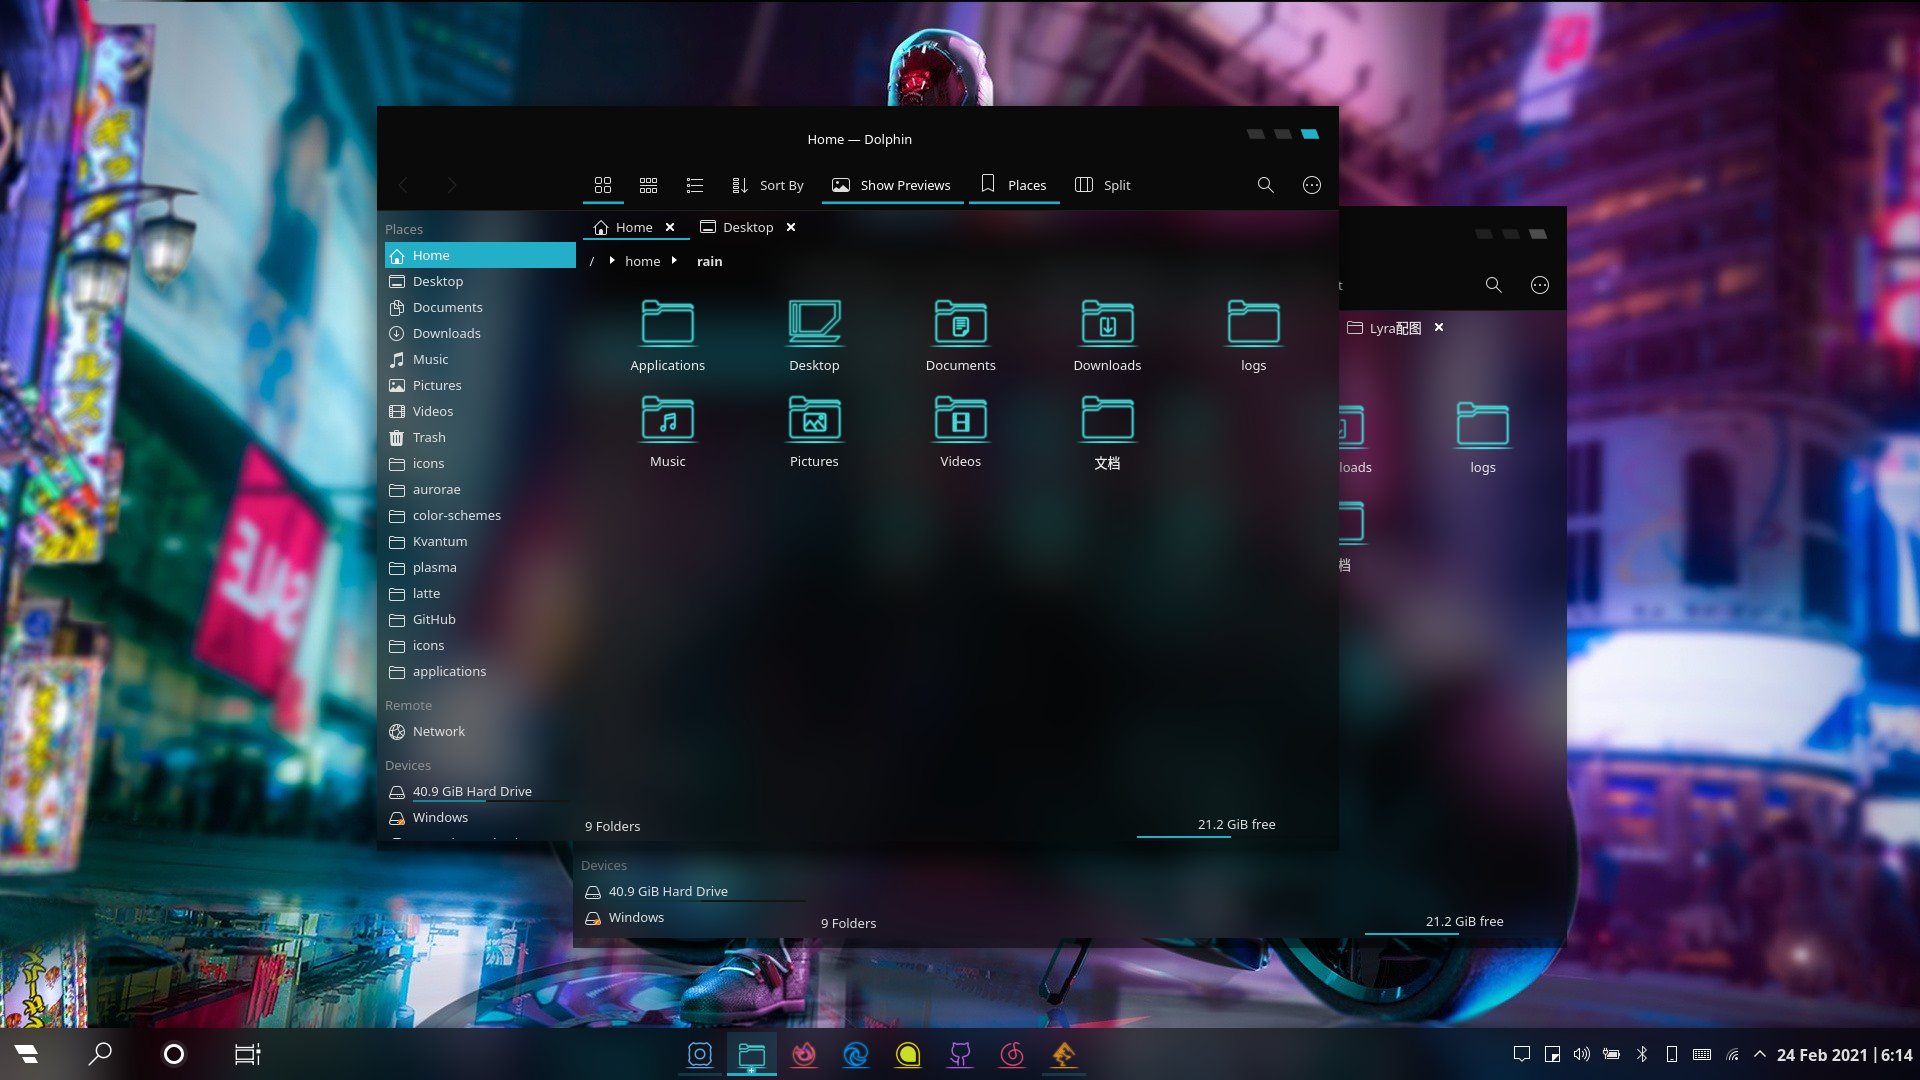 Home — Dolphin
Sort By
Show Previews
Places
Split
Places
Home
Desktop
Documents
Downloads
Music
Pictures
Videos
Trash
icons
aurorae
color-schemes
Kvantum
plasma
latte
GitHub
icons
applications
Remote
Network
Devices
40.9 GiB Hard Drive
Windows
Home
Desktop
/ home rain
Applications
Desktop
Documents
Downloads
logs
Music
Pictures
Videos
文档
9 Folders
21.2 GiB free
t
Lyra配图
loads
logs
档
Devices
40.9 GiB Hard Drive
Windows
9 Folders
21.2 GiB free
SALE
24 Feb 2021 | 6:14